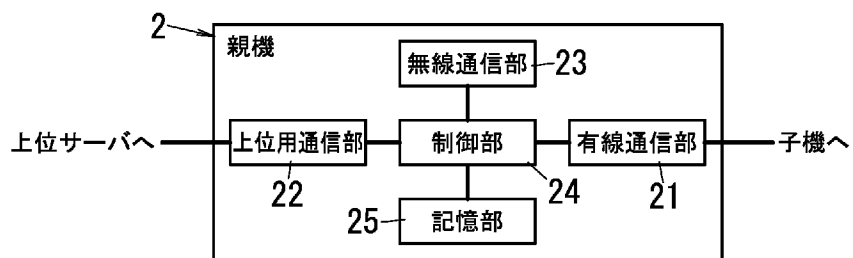 2
親機
無線通信部
23
上位サーバへ
上位用通信部
制御部
有線通信部
子機へ
22
24
21
25
記憶部